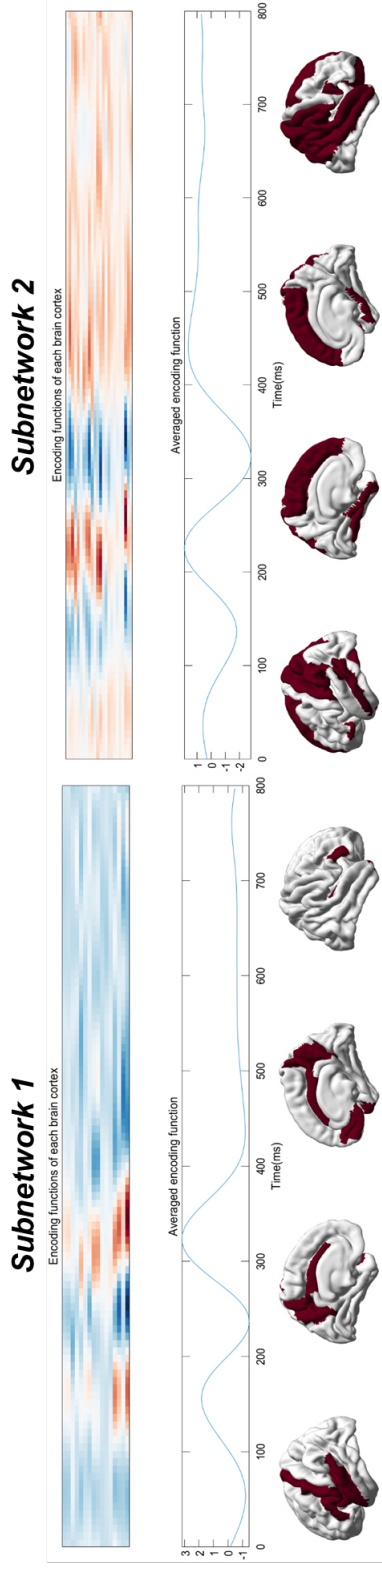 Subnetwork 1
Encoding functions of each brain cortex
Averaged encoding function
3
2
1
0
-1
0 100 200 300 400 500 600 700 800
Time(ms)
Subnetwork 2
Encoding functions of each brain cortex
Averaged encoding function
1
0
-1
-2
0 100 200 300 400 500 600 700 800
Time(ms)